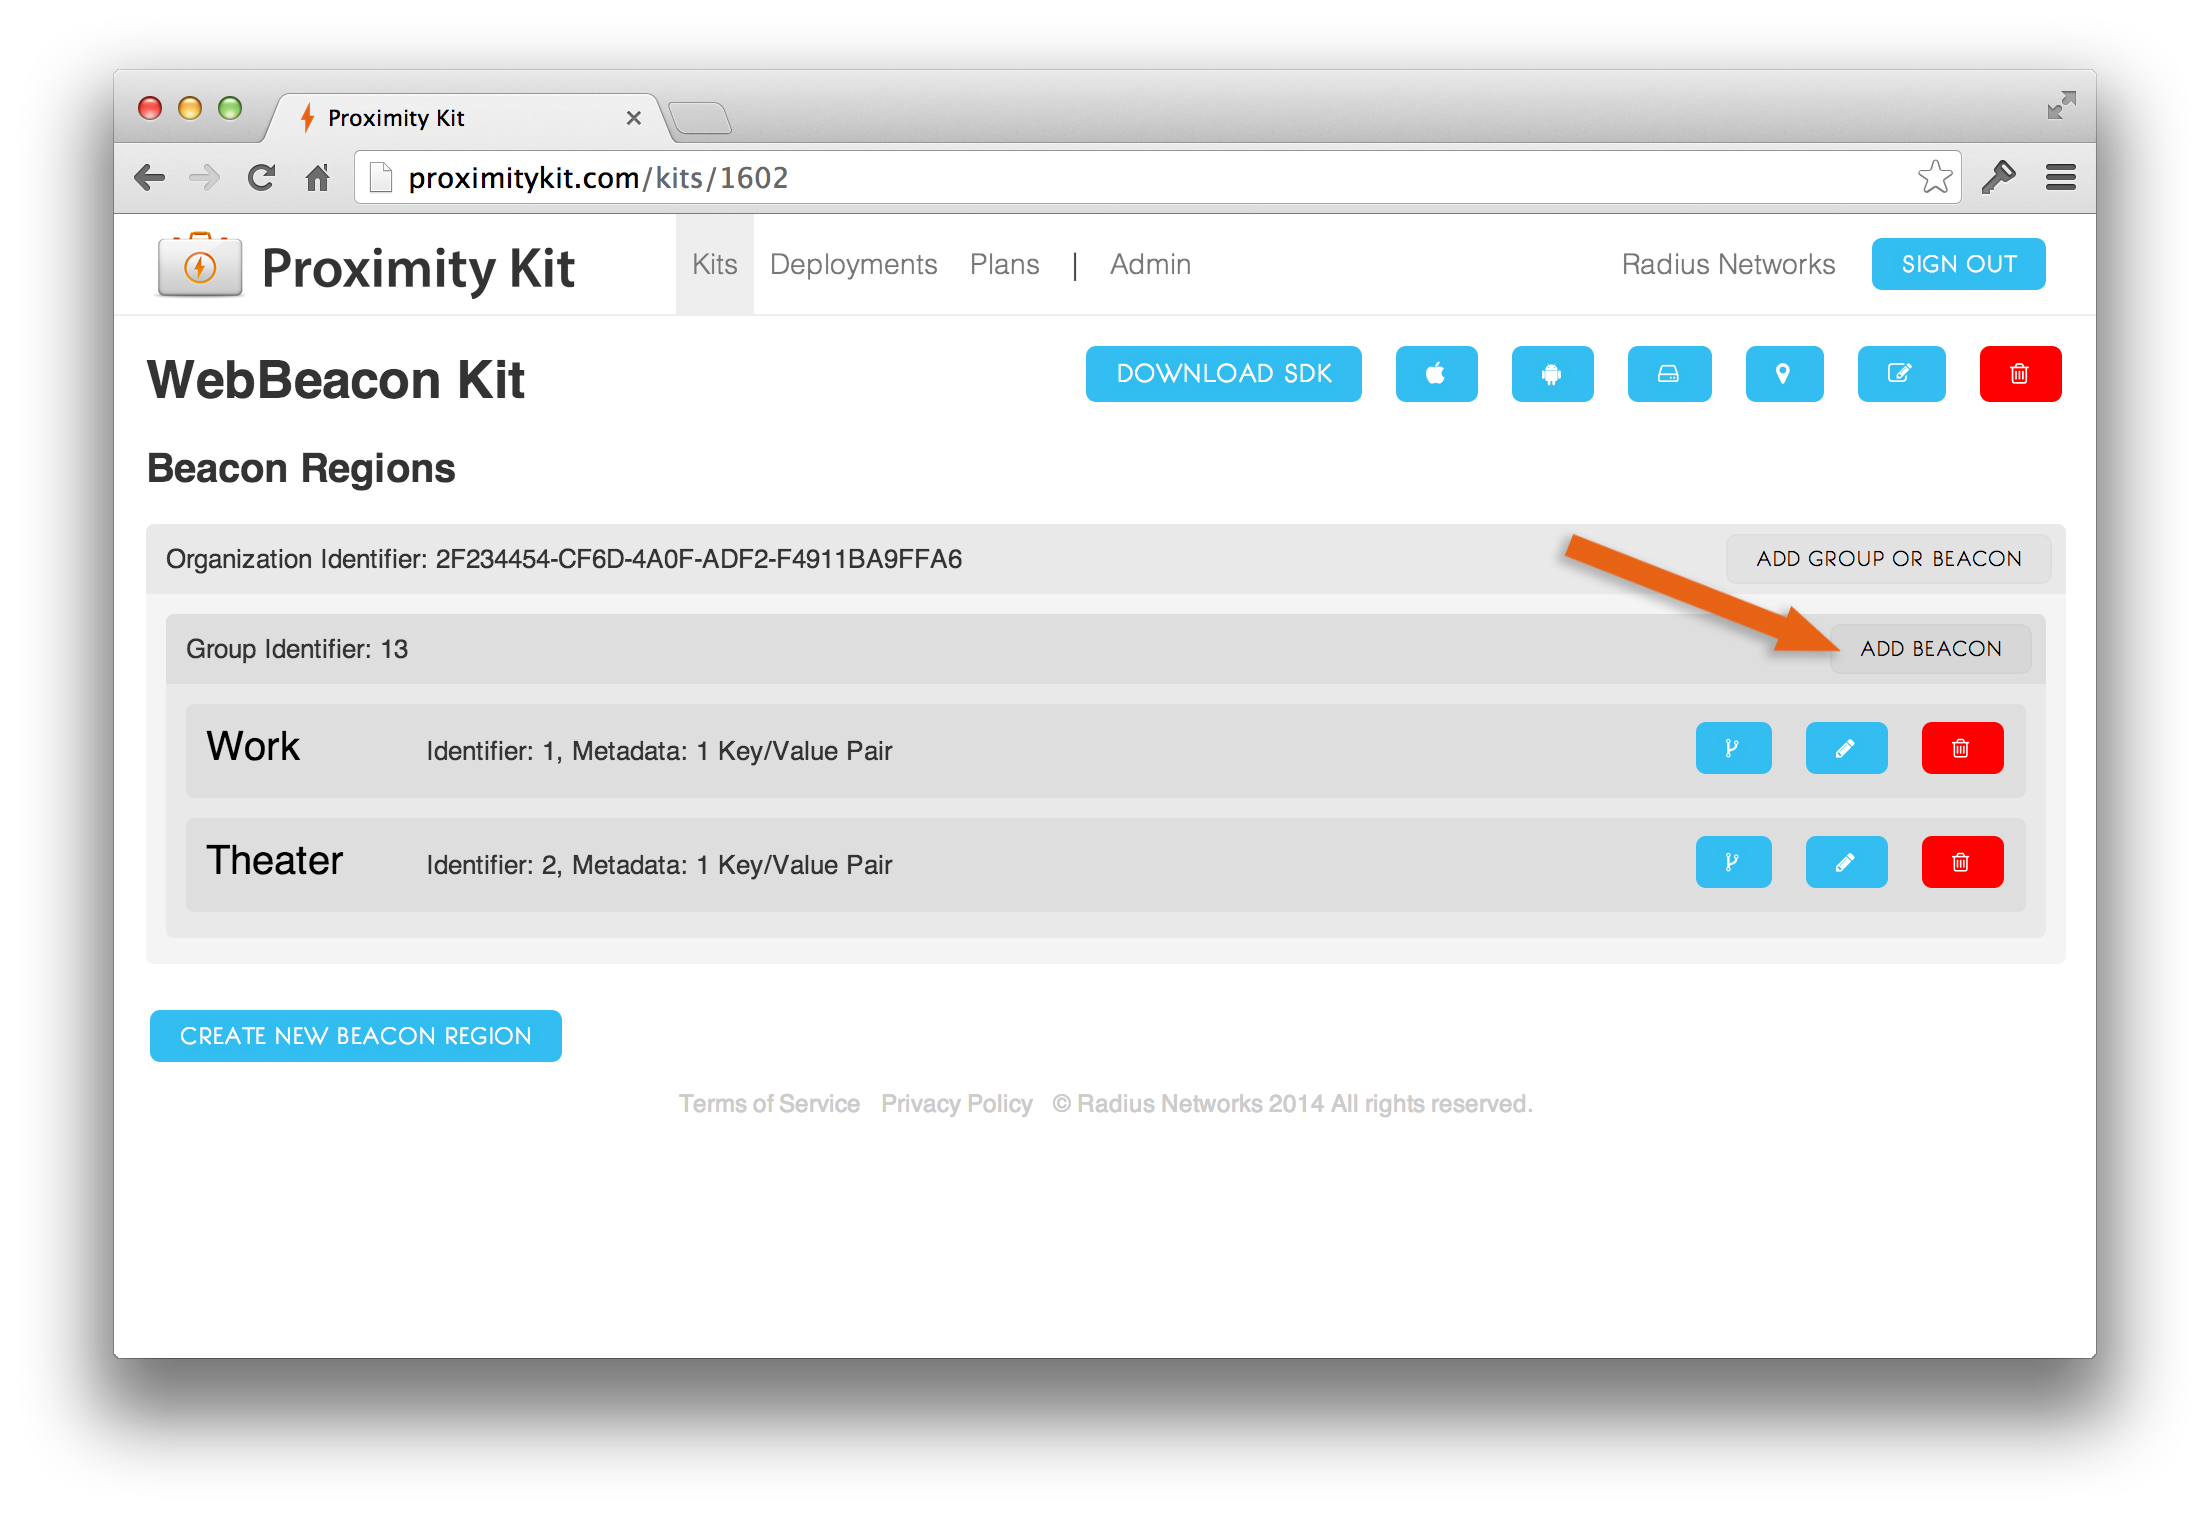 Proximity Kit
proximitykit.com/kits/1602
Proximity Kit Kits Deployments Plans | Admin Radius Networks SIGN OUT
WebBeacon Kit DOWNLOAD SDK
Beacon Regions
Organization Identifier: 2F234454-CF6D-4A0F-ADF2-F4911BA9FFA6 ADD GROUP OR BEACON
Group Identifier: 13 ADD BEACON
Work Identifier: 1, Metadata: 1 Key/Value Pair
Theater Identifier: 2, Metadata: 1 Key/Value Pair
CREATE NEW BEACON REGION
Terms of Service Privacy Policy © Radius Networks 2014 All rights reserved.